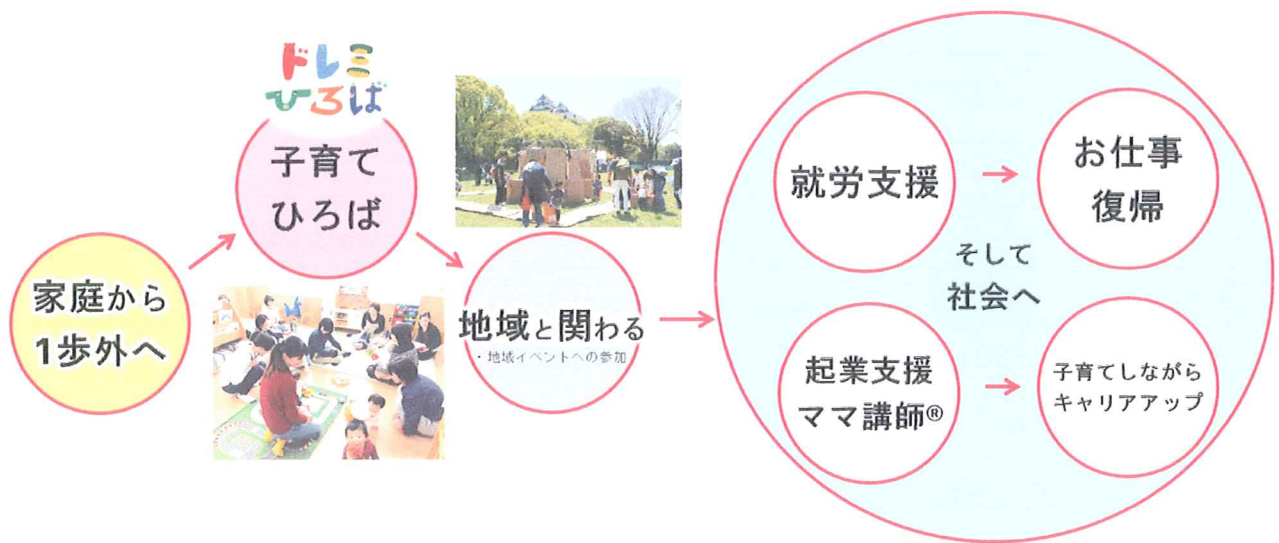 家庭から
1歩外へ
ドレミ
ひろば
子育て
ひろば
地域と関わる
・地域イベントへの参加
就労支援
お仕事
復帰
そして
社会へ
起業支援
ママ講師®
子育てしながら
キャリアアップ